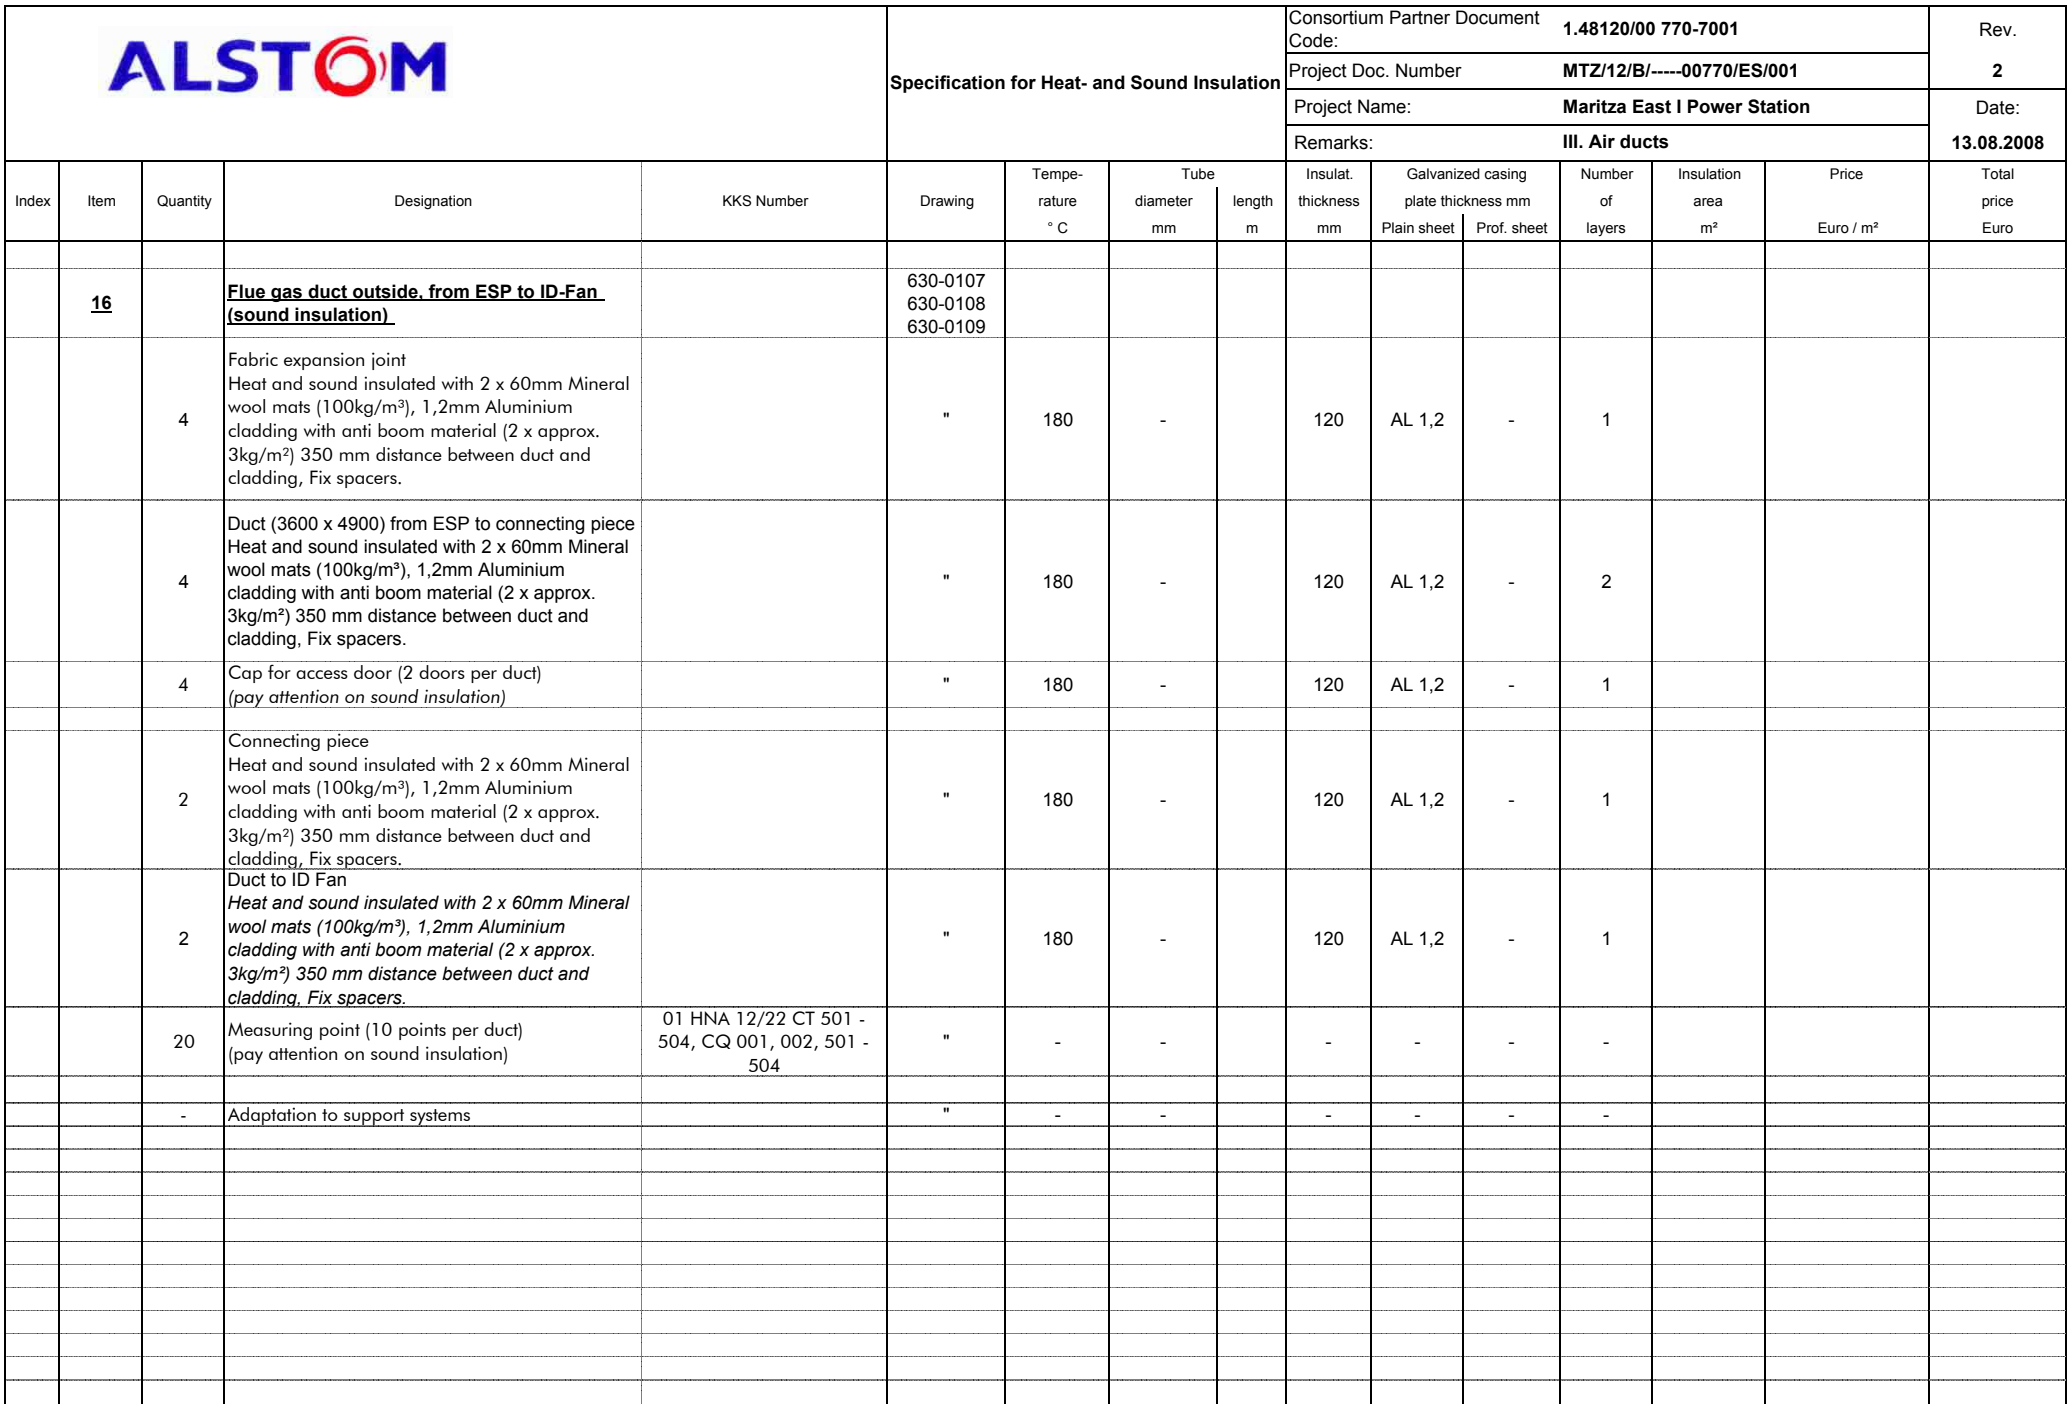 ALSTOM
Specification for Heat- and Sound Insulation
Consortium Partner Document
Code:
1.48120/00 770-7001
Rev.
Project Doc. Number
MTZ/12/B/-----00770/ES/001
2
Project Name:
Maritza East I Power Station
Date:
Remarks:
III. Air ducts
13.08.2008
Index
Item
Quantity
Designation
KKS Number
Drawing
Tempe-
rature
° C
Tube
diameter
mm
length
m
Insulat.
thickness
mm
Galvanized casing
plate thickness mm
Plain sheet
Prof. sheet
Number
of
layers
Insulation
area
m²
Price
Euro / m²
Total
price
Euro
16
Flue gas duct outside, from ESP to ID-Fan
(sound insulation)
630-0107
630-0108
630-0109
4
Fabric expansion joint
Heat and sound insulated with 2 x 60mm Mineral
wool mats (100kg/m³), 1,2mm Aluminium
cladding with anti boom material (2 x approx.
3kg/m²) 350 mm distance between duct and
cladding, Fix spacers.
" 180 - 120 AL 1,2 - 1
4
Duct (3600 x 4900) from ESP to connecting piece
Heat and sound insulated with 2 x 60mm Mineral
wool mats (100kg/m³), 1,2mm Aluminium
cladding with anti boom material (2 x approx.
3kg/m²) 350 mm distance between duct and
cladding, Fix spacers.
" 180 - 120 AL 1,2 - 2
4
Cap for access door (2 doors per duct)
(pay attention on sound insulation)
" 180 - 120 AL 1,2 - 1
2
Connecting piece
Heat and sound insulated with 2 x 60mm Mineral
wool mats (100kg/m³), 1,2mm Aluminium
cladding with anti boom material (2 x approx.
3kg/m²) 350 mm distance between duct and
cladding, Fix spacers.
" 180 - 120 AL 1,2 - 1
2
Duct to ID Fan
Heat and sound insulated with 2 x 60mm Mineral
wool mats (100kg/m³), 1,2mm Aluminium
cladding with anti boom material (2 x approx.
3kg/m²) 350 mm distance between duct and
cladding, Fix spacers.
" 180 - 120 AL 1,2 - 1
20
Measuring point (10 points per duct)
(pay attention on sound insulation)
01 HNA 12/22 CT 501 -
504, CQ 001, 002, 501 -
504
" - - - - - -
- Adaptation to support systems " - - - - - -